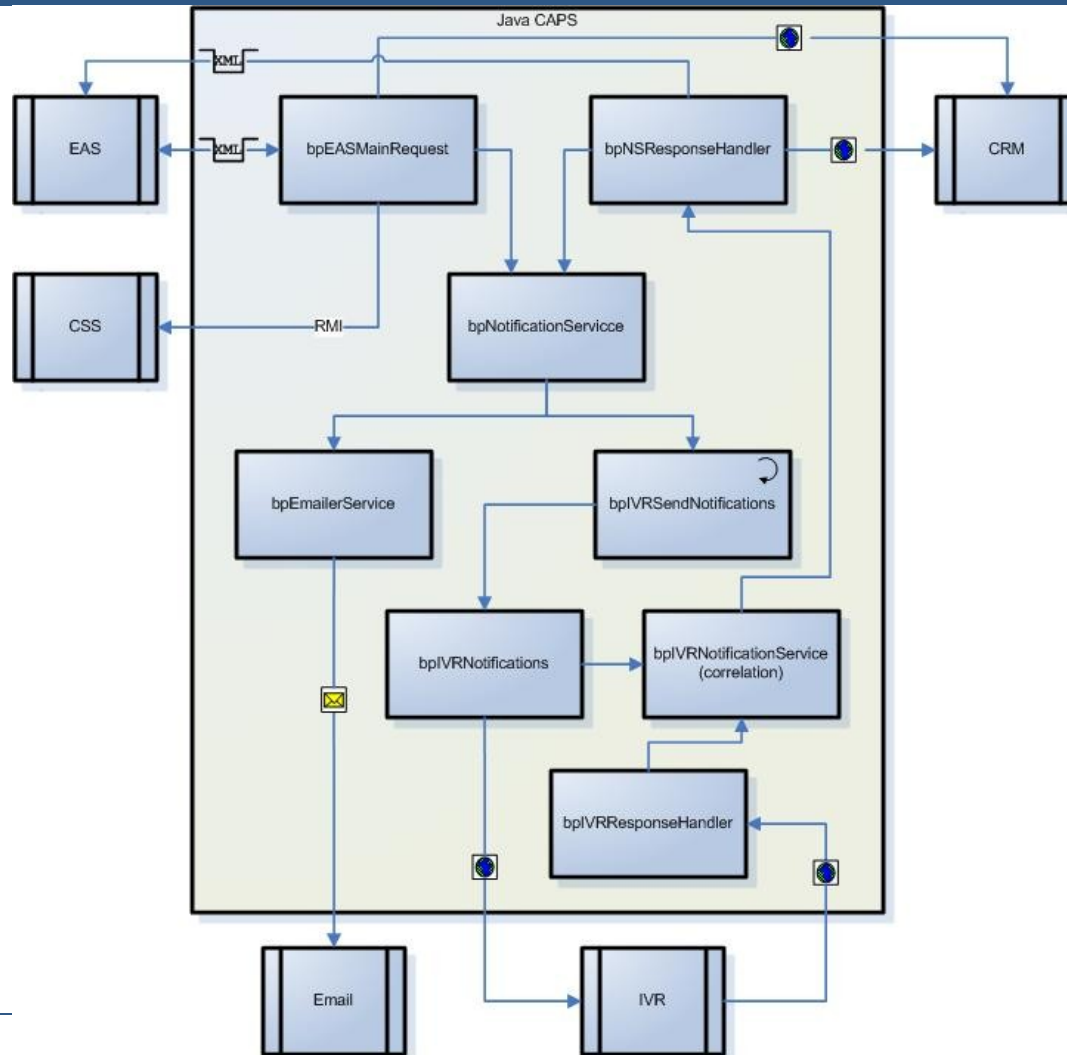 Java CAPS
XML
EAS
XML
bpEASMainRequest
bpNSResponseHandler
CRM
CSS
RMI
bpNotificationServicce
bpEmailerService
bpIVRSendNotifications
bpIVRNotifications
bpIVRNotificationService
(correlation)
bpIVRResponseHandler
Email
IVR